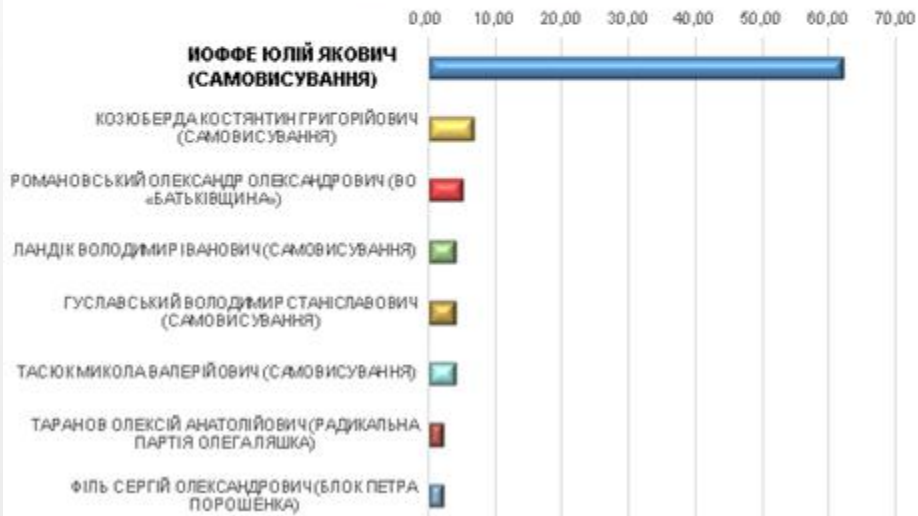 0,00 10,00 20,00 30,00 40,00 50,00 60,00 70,00
ИОФФЕ ЮЛІЙ ЯКОВИЧ
(САМОВИСУВАННЯ)
КОЗЮБЕРДА КОСТЯНТИН ГРИГОРІЙОВИЧ
(САМОВИСУВАННЯ)
РОМАНОВСЬКИЙ ОЛЕКСАНДР ОЛЕКСАНДРОВИЧ (ВО
«БАТЬКІВЩИНА»)
ЛАНДІК ВОЛОДИМИР ІВАНОВИЧ (САМОВИСУВАННЯ)
ГУСЛАВСЬКИЙ ВОЛОДИМИР СТАНІСЛАВОВИЧ
(САМОВИСУВАННЯ)
ТАСЮК МИКОЛА ВАЛЕРІЙОВИЧ (САМОВИСУВАННЯ)
ТАРАНОВ ОЛЕКСІЙ АНАТОЛІЙОВИЧ (РАДИКАЛЬНА
ПАРТІЯ ОЛЕГА ЛЯШКА)
ФІЛЬ СЕРГІЙ ОЛЕКСАНДРОВИЧ (БЛОК ПЕТРА
ПОРОШЕНКА)